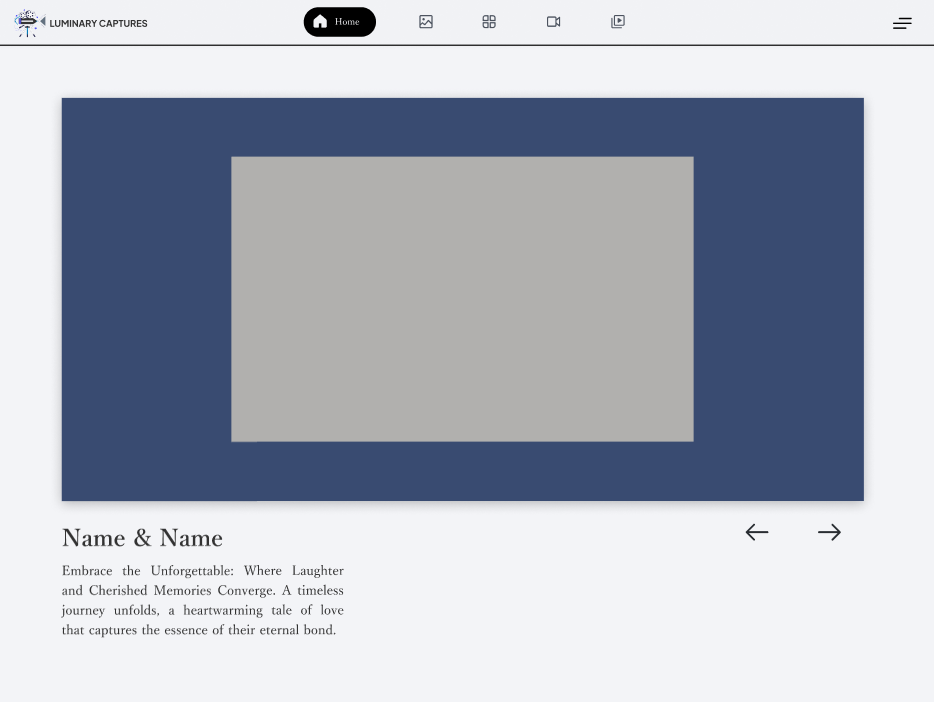 LUMINARY CAPTURES
Home
Name & Name
Embrace the Unforgettable: Where Laughter
and Cherished Memories Converge. A timeless
journey unfolds, a heartwarming tale of love
that captures the essence of their eternal bond.